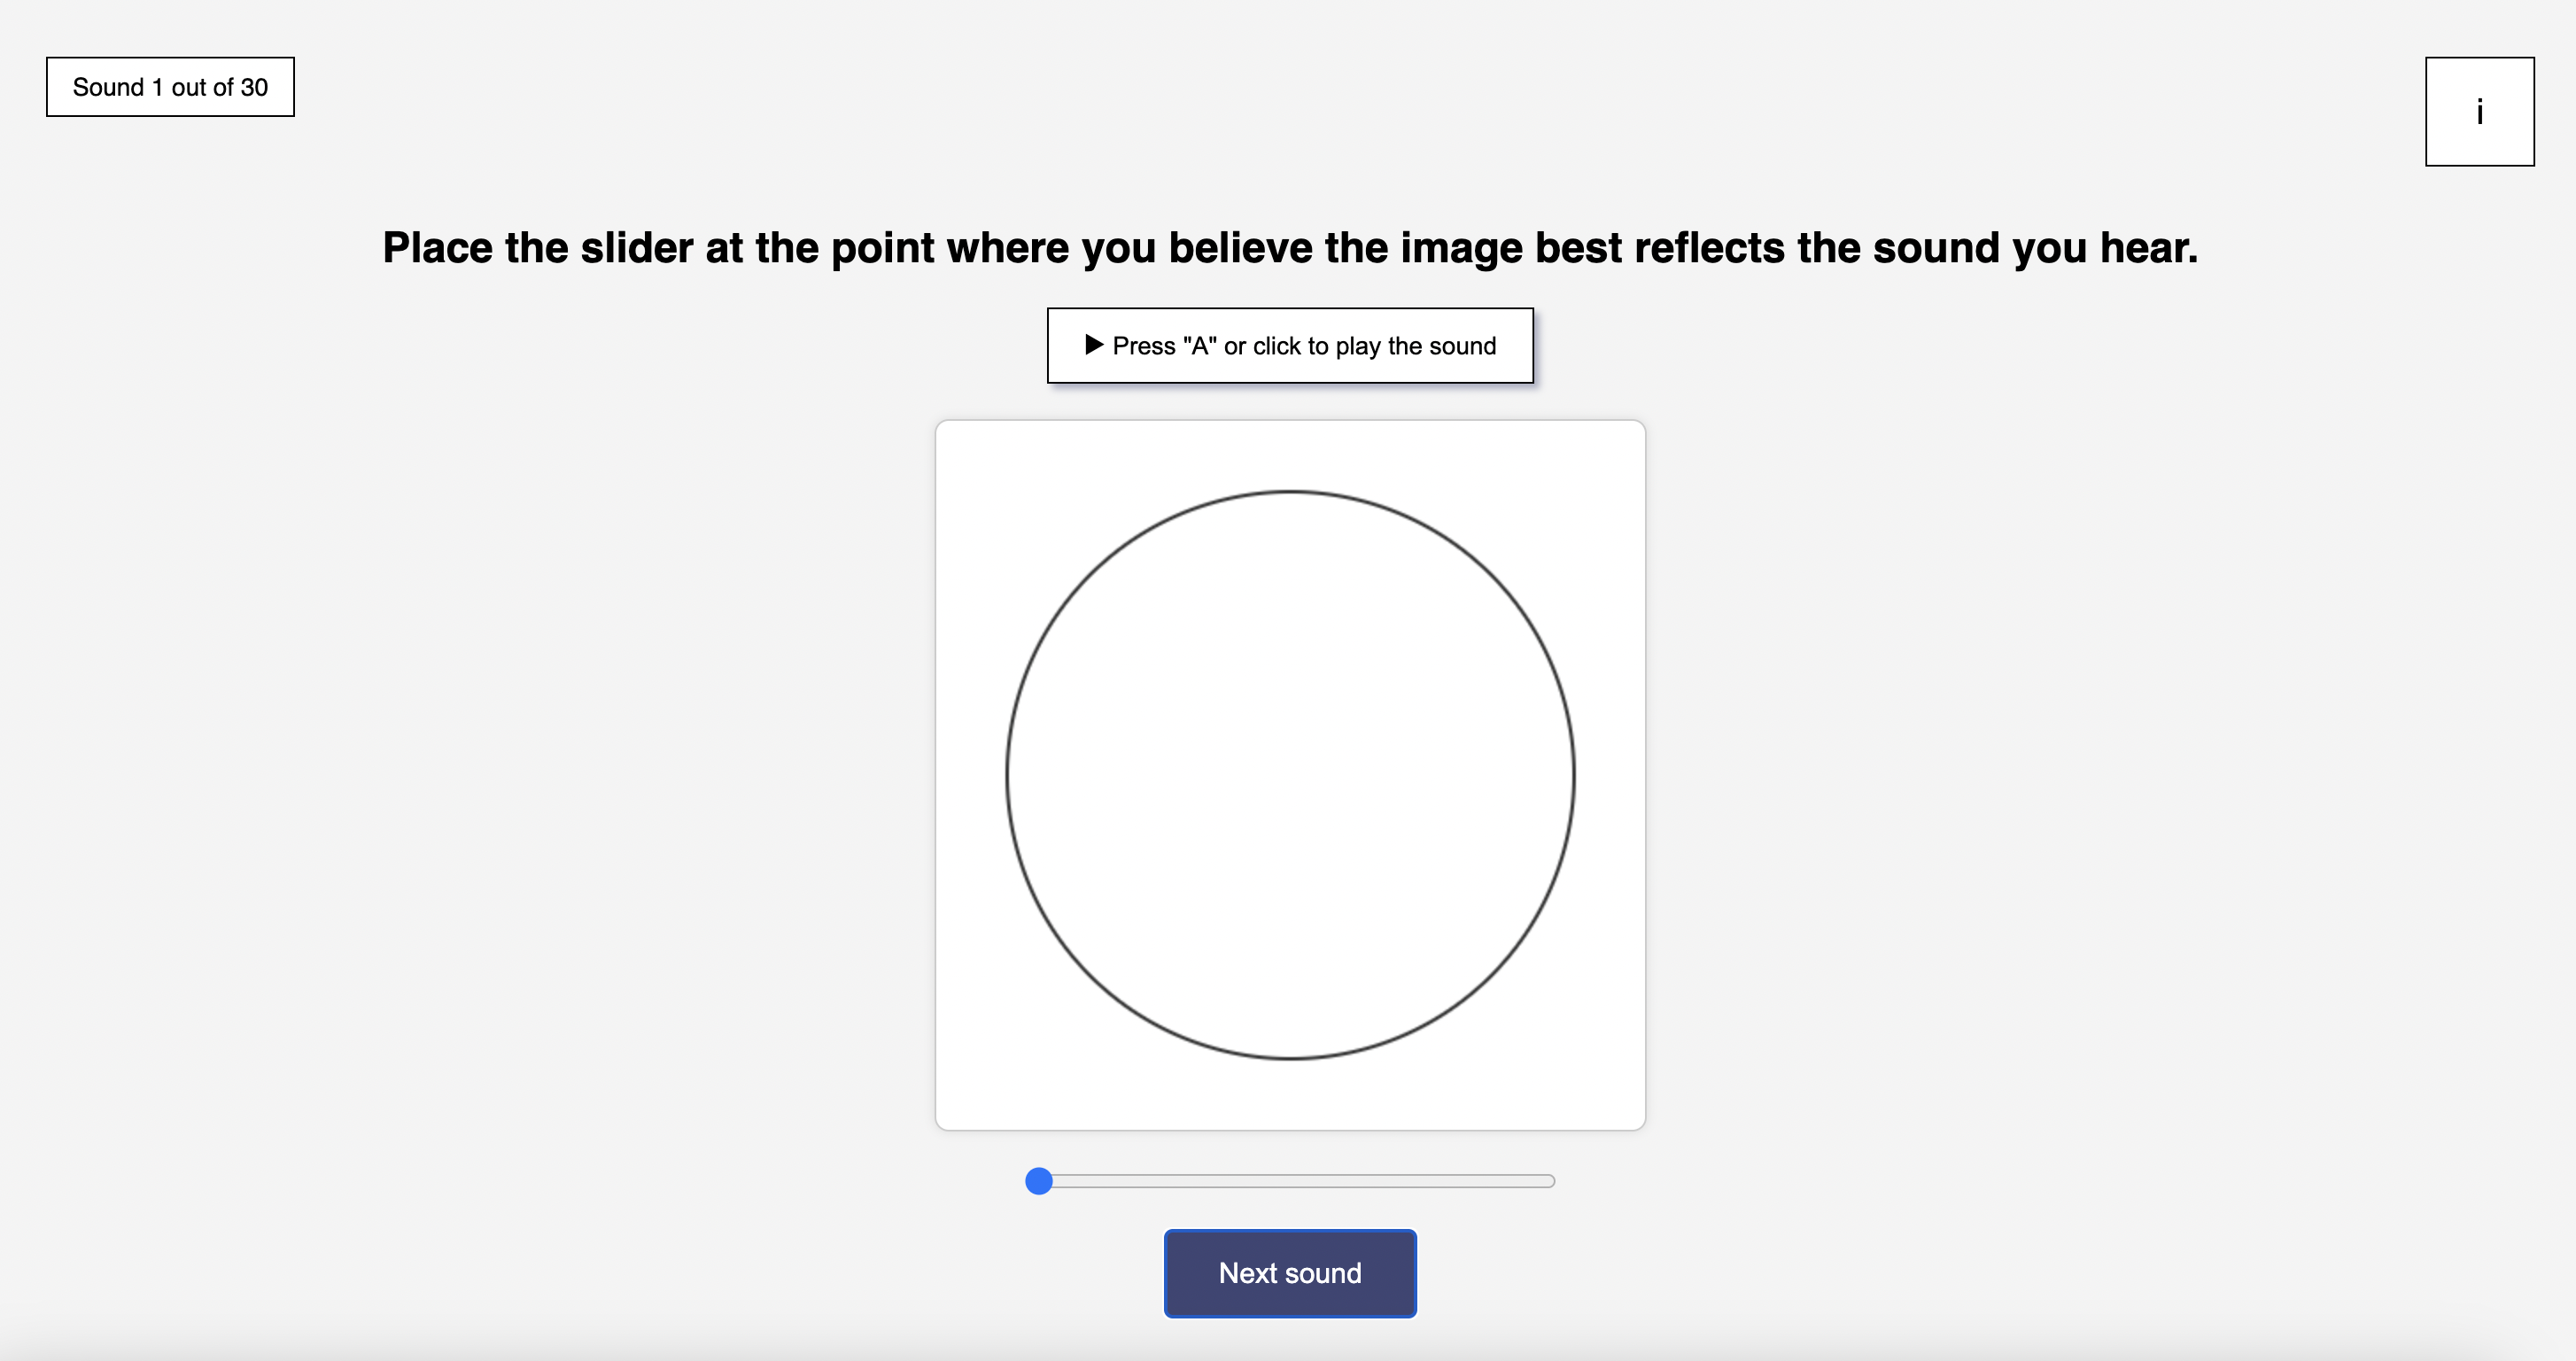 Sound 1 out of 30
i
Place the slider at the point where you believe the image best reflects the sound you hear.
▶ Press "A" or click to play the sound
Next sound